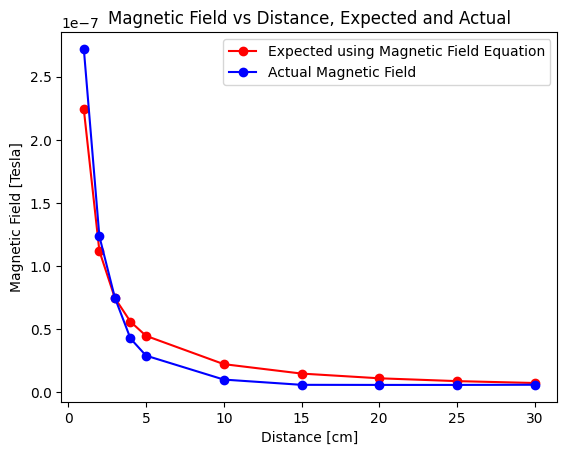 Magnetic Field vs Distance, Expected and Actual
1e−7
Expected using Magnetic Field Equation
Actual Magnetic Field
2.5
2.0
1.5
1.0
0.5
0.0
Magnetic Field [Tesla]
0 5 10 15 20 25 30
Distance [cm]